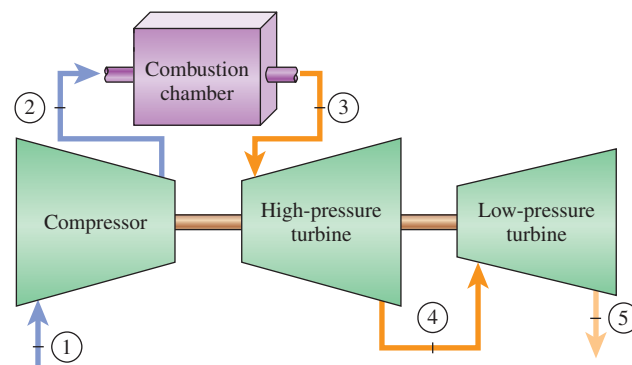 Combustion
chamber
2
3
Compressor
High-pressure
turbine
Low-pressure
turbine
1
4
5